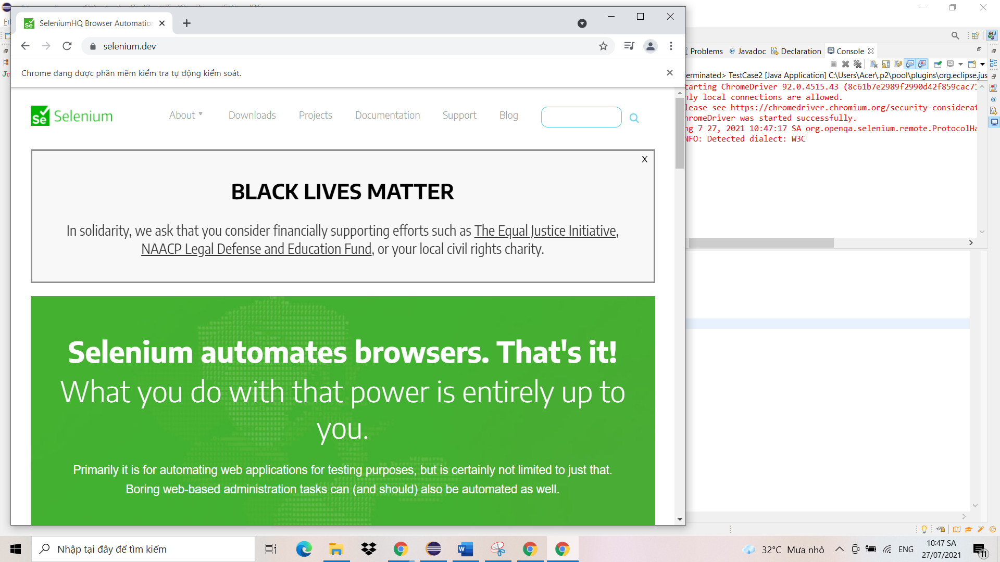 SeleniumHQ Browser Automation
selenium.dev
Chrome đang được phần mềm kiểm tra tự động kiểm soát.
Se Selenium
About
Downloads
Projects
Documentation
Support
Blog
X
BLACK LIVES MATTER
In solidarity, we ask that you consider financially supporting efforts such as The Equal Justice Initiative,
NAACP Legal Defense and Education Fund, or your local civil rights charity.
Selenium automates browsers. That's it!
What you do with that power is entirely up to
you.
Primarily it is for automating web applications for testing purposes, but is certainly not limited to just that.
Boring web-based administration tasks can (and should) also be automated as well.
Problems
@ Javadoc
Declaration
Console
erminated> TestCase2 [Java Application] C:\Users\Acer\.p2\pool\plugins\org.eclipse.jus
tarting ChromeDriver 92.0.4515.43 (8c61b7e2989f2990d42f859cac71
nly local connections are allowed.
lease see https://chromedriver.chromium.org/security-considerat
hromeDriver was started successfully.
ng 7 27, 2021 10:47:17 SA org.openqa.selenium.remote.ProtocolHa
NFO: Detected dialect: W3C
Nhập tại đây để tìm kiếm
32°C Mưa nhỏ
ENG
10:47 SA
27/07/2021
11